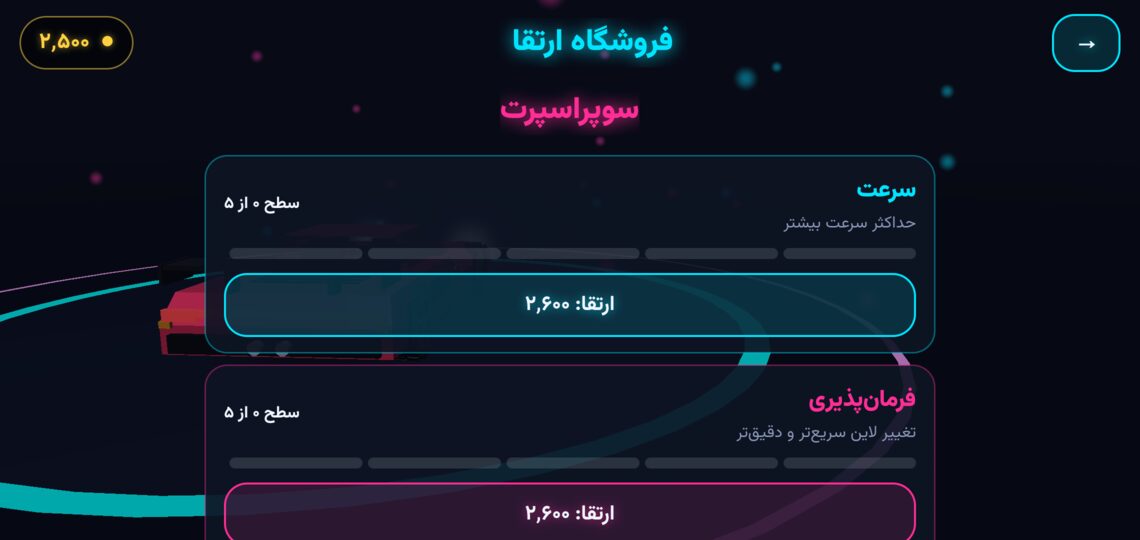 →
فروشگاه ارتقا
۲,۵۰۰
سوپراسپرت
سرعت
سطح ۰ از ۵
حداکثر سرعت بیشتر
ارتقا: ۲,۶۰۰
فرمان‌پذیری
سطح ۰ از ۵
تغییر لاین سریع‌تر و دقیق‌تر
ارتقا: ۲,۶۰۰